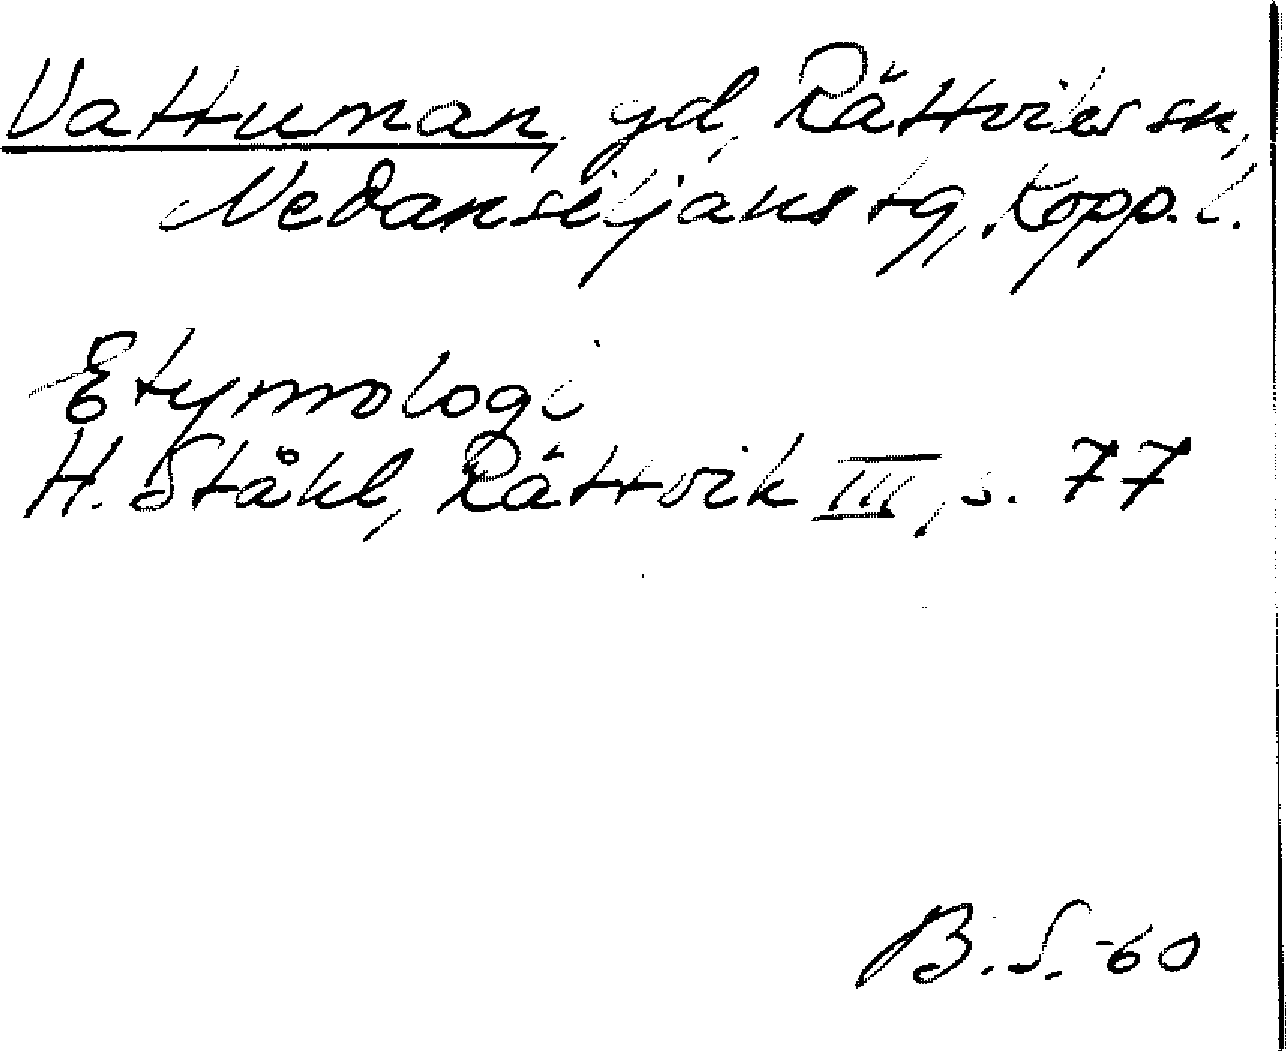 Vattuman, gd, Rättviks sn,
Nedansiljans tg, Kopp. l.
Etymologi
H. Ståhl, Rättvik III, s. 77
B. S. -60